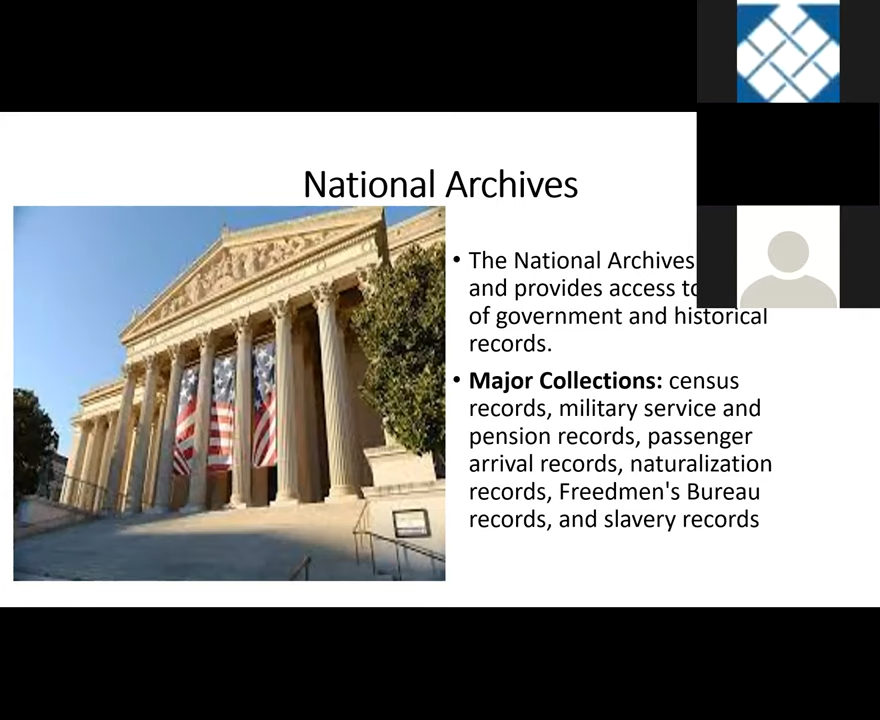 National Archives
• The National Archives
and provides access to
of government and historical
records.
• Major Collections: census
records, military service and
pension records, passenger
arrival records, naturalization
records, Freedmen's Bureau
records, and slavery records